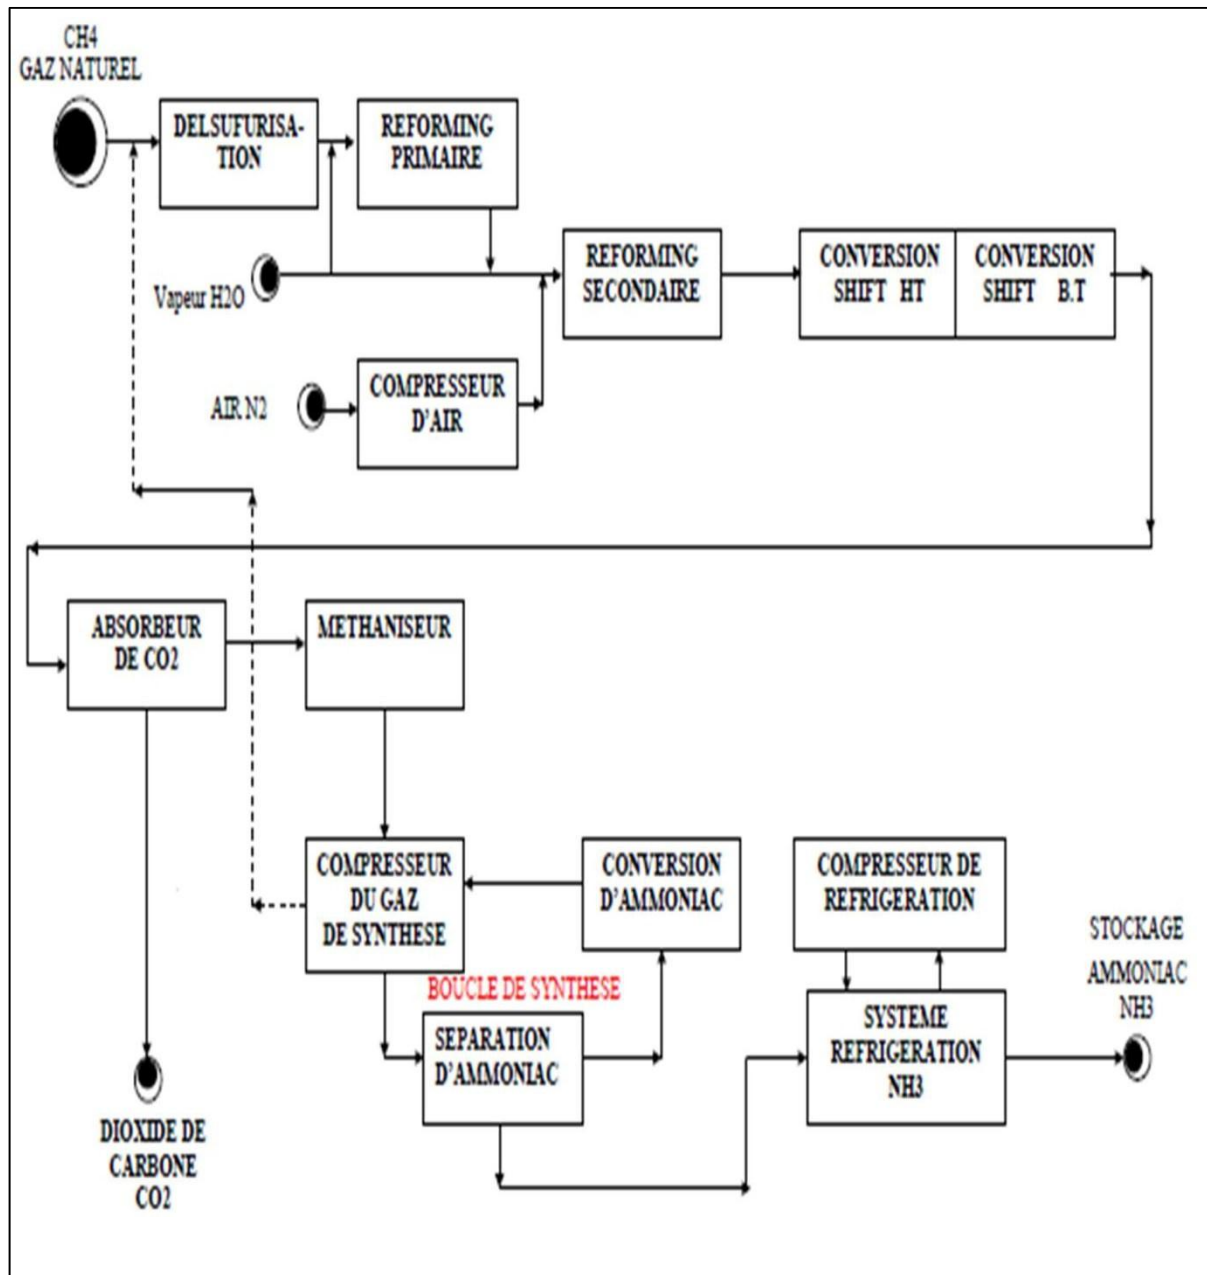 CH4
GAZ NATUREL
DELSUFURISA-
TION
REFORMING
PRIMAIRE
Vapeur H2O
REFORMING
SECONDAIRE
CONVERSION
SHIFT HT
CONVERSION
SHIFT B.T
AIR N2
COMPRESSEUR
D'AIR
ABSORBEUR
DE CO2
METHANISEUR
COMPRESSEUR
DU GAZ
DE SYNTHESE
CONVERSION
D'AMMONIAC
COMPRESSEUR DE
REFRIGERATION
STOCKAGE
AMMONIAC
NH3
BOUCLE DE SYNTHESE
SEPARATION
D'AMMONIAC
SYSTEME
REFRIGERATION
NH3
DIOXIDE DE
CARBONE
CO2